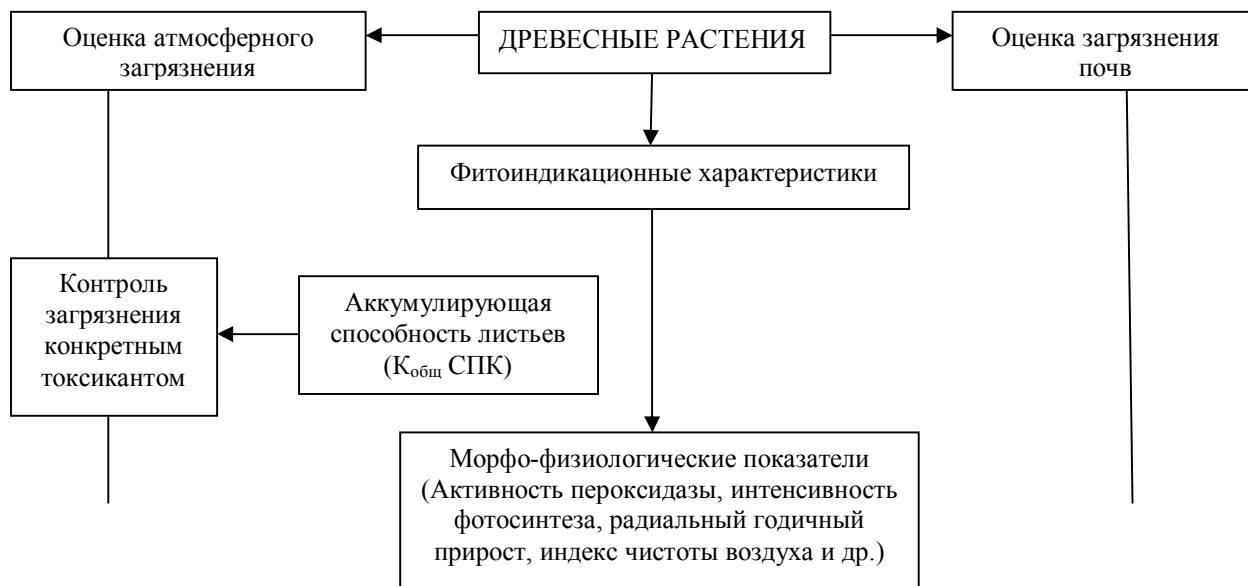 Оценка атмосферного
загрязнения
ДРЕВЕСНЫЕ РАСТЕНИЯ
Оценка загрязнения
почв
Фитоиндикационные характеристики
Контроль
загрязнения
конкретным
токсикантом
Аккумулирующая
способность листьев
(Кобщ СПК)
Морфо-физиологические показатели
(Активность пероксидазы, интенсивность
фотосинтеза, радиальный годичный
прирост, индекс чистоты воздуха и др.)